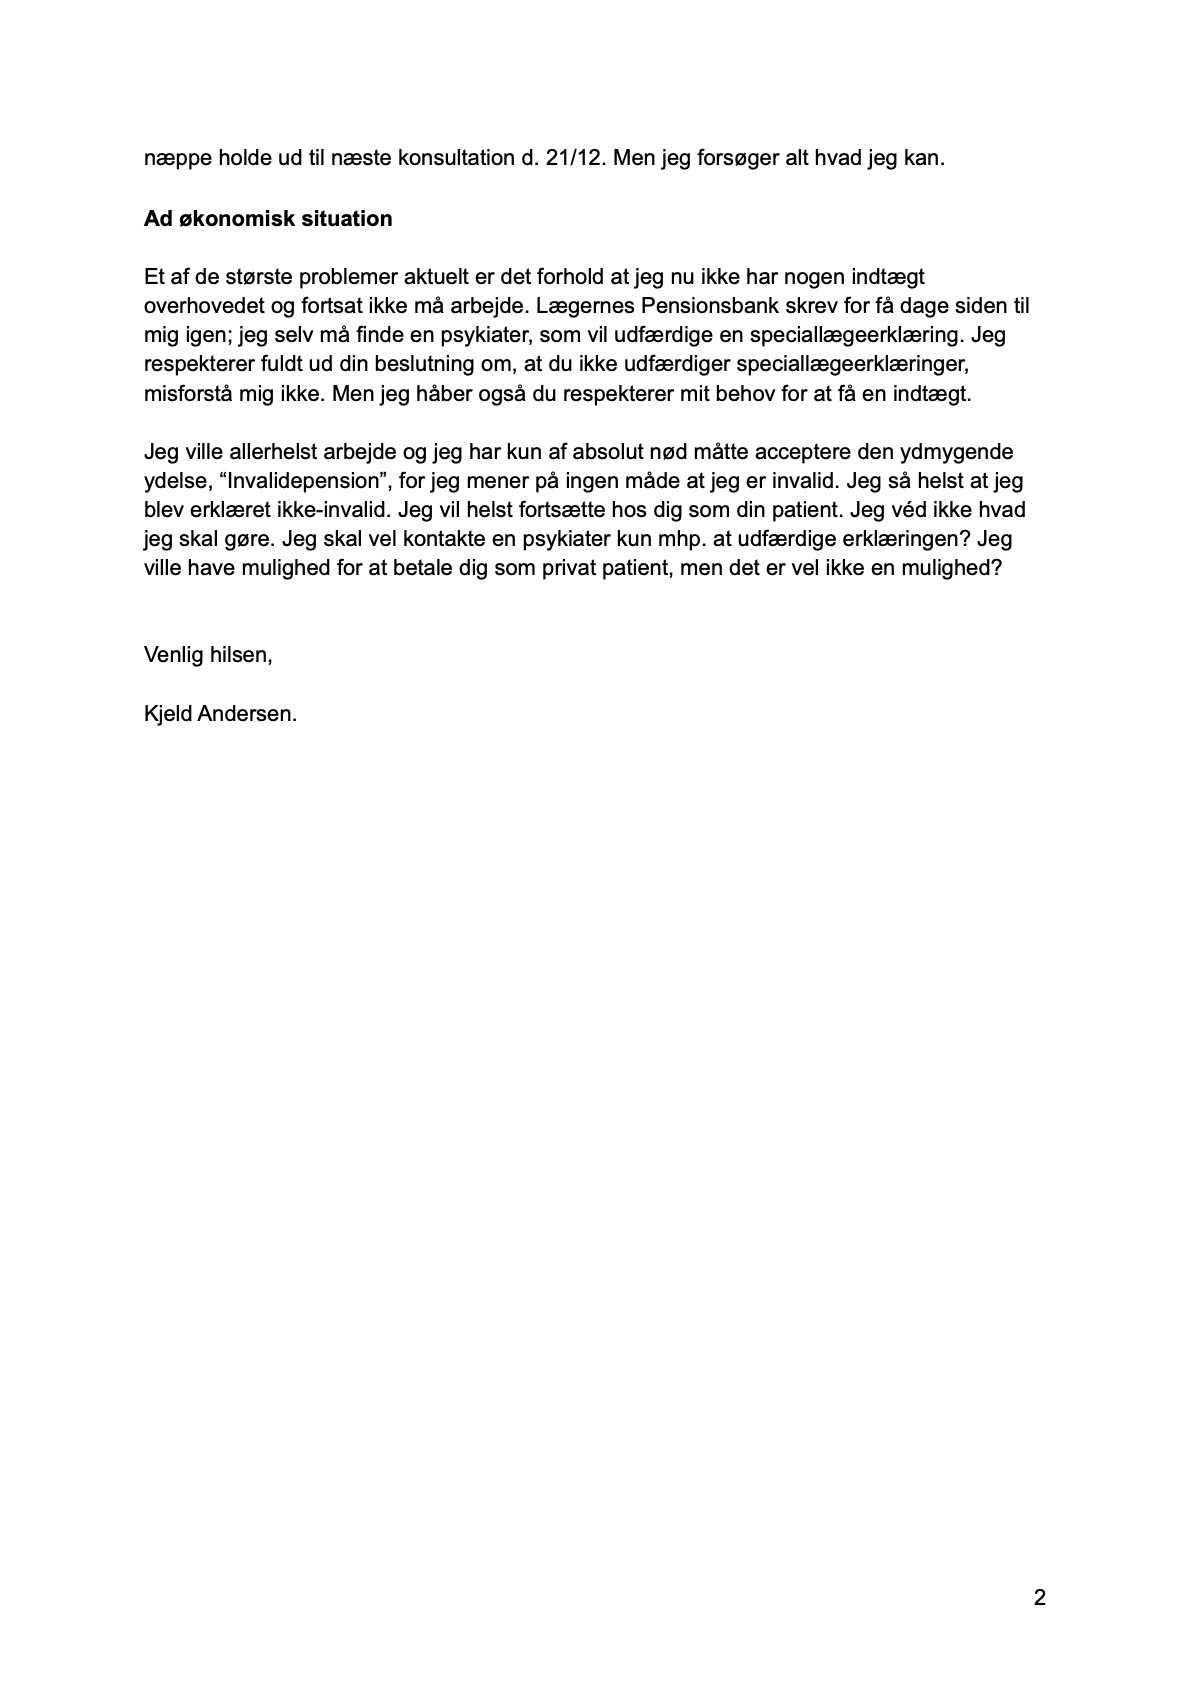 næppe holde ud til næste konsultation d. 21/12. Men jeg forsøger alt hvad jeg kan.
Ad økonomisk situation
Et af de største problemer aktuelt er det forhold at jeg nu ikke har nogen indtægt
overhovedet og fortsat ikke må arbejde. Lægernes Pensionsbank skrev for få dage siden til
mig igen; jeg selv må finde en psykiater, som vil udfærdige en speciallægeerklæring. Jeg
respekterer fuldt ud din beslutning om, at du ikke udfærdiger speciallægeerklæringer,
misforstå mig ikke. Men jeg håber også du respekterer mit behov for at få en indtægt.
Jeg ville allerhelst arbejde og jeg har kun af absolut nød måtte acceptere den ydmygende
ydelse, “Invalidepension”, for jeg mener på ingen måde at jeg er invalid. Jeg så helst at jeg
blev erklæret ikke-invalid. Jeg vil helst fortsætte hos dig som din patient. Jeg véd ikke hvad
jeg skal gøre. Jeg skal vel kontakte en psykiater kun mhp. at udfærdige erklæringen? Jeg
ville have mulighed for at betale dig som privat patient, men det er vel ikke en mulighed?
Venlig hilsen,
Kjeld Andersen.
2